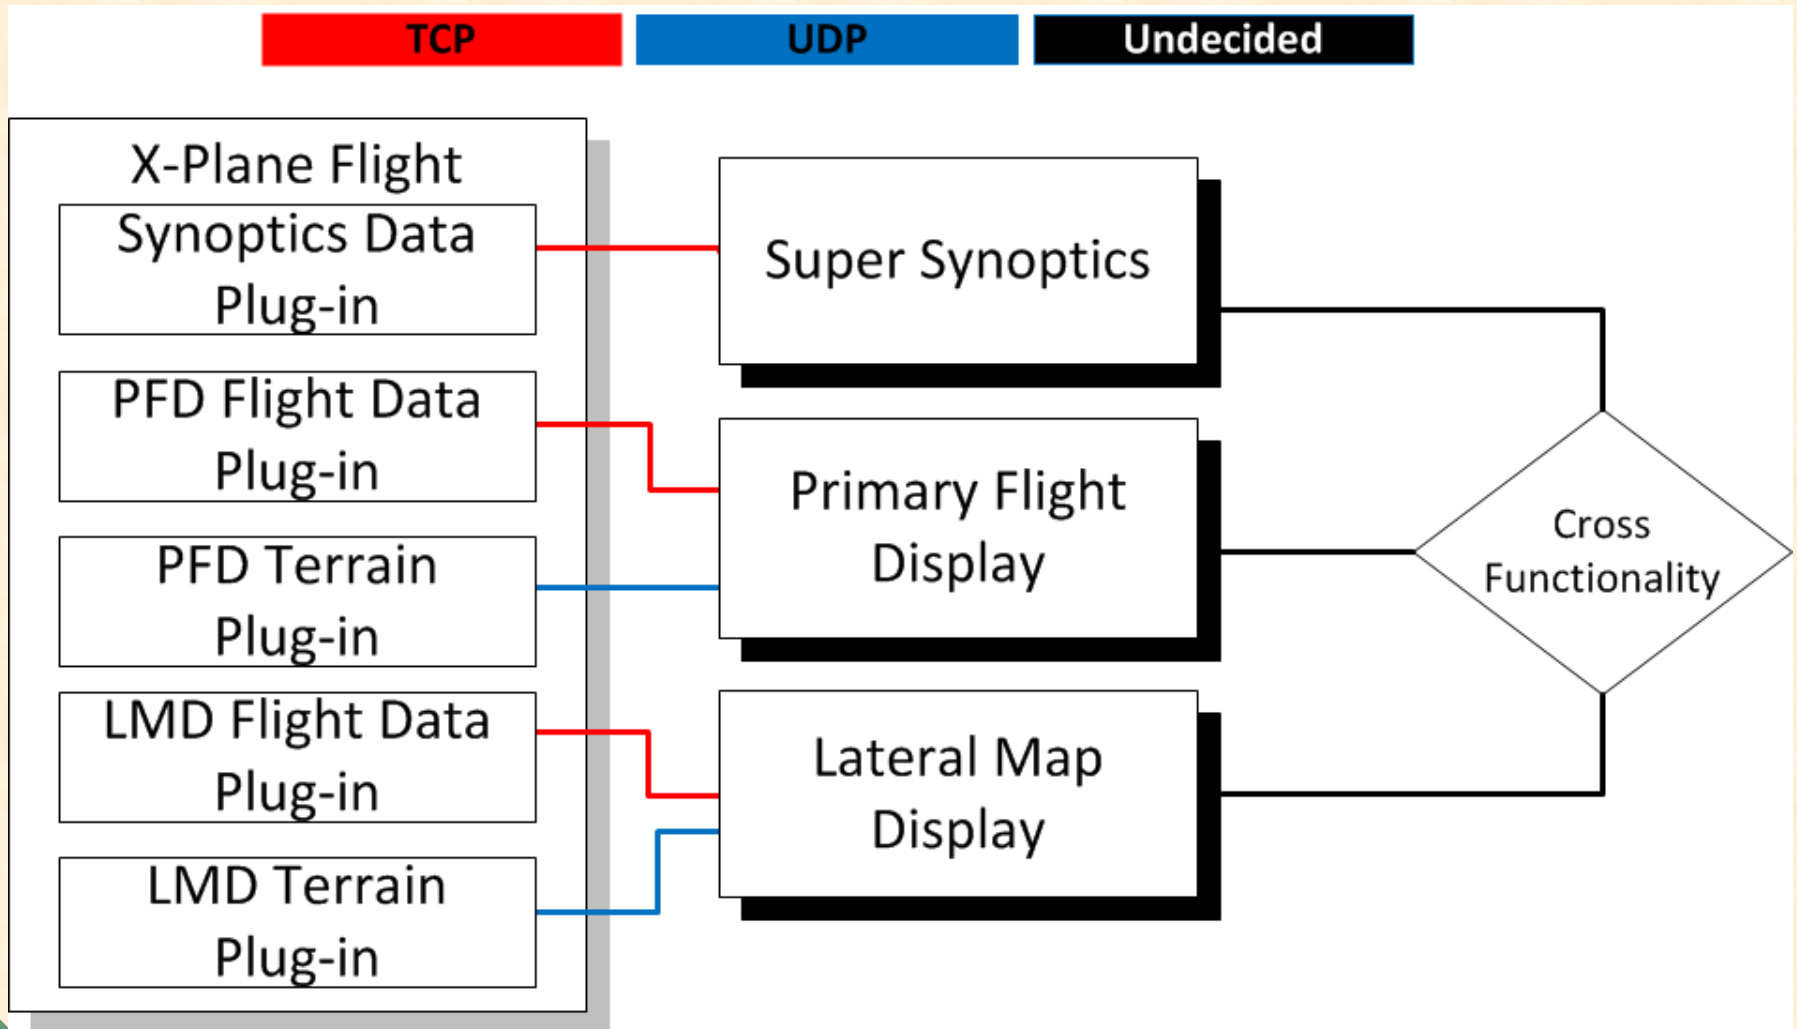 TCP
UDP
Undecided
X-Plane Flight
Synoptics Data
Plug-in
PFD Flight Data
Plug-in
PFD Terrain
Plug-in
LMD Flight Data
Plug-in
LMD Terrain
Plug-in
Super Synoptics
Primary Flight
Display
Lateral Map
Display
Cross
Functionality